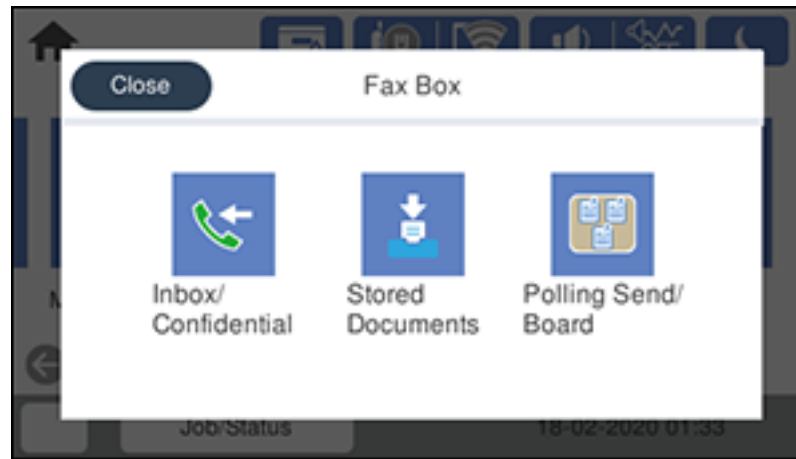 Close
Fax Box
Inbox/
Confidential
Stored
Documents
Polling Send/
Board
Job/Status
18-02-2020 01:33